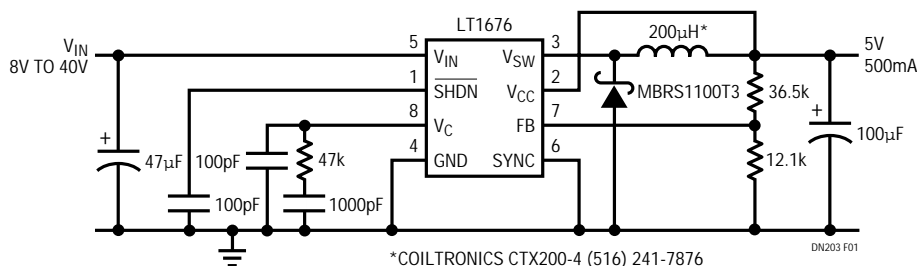 LT1676
200µH*
V_IN
8V TO 40V
5
V_IN
V_SW
3
5V
500mA
1
SHDN
V_CC
2
MBRS1100T3
36.5k
8
V_C
FB
7
+
47µF
100pF
47k
4
GND
SYNC
6
12.1k
+
100µF
100pF
1000pF
*COILTRONICS CTX200-4 (516) 241-7876
DN203 F01